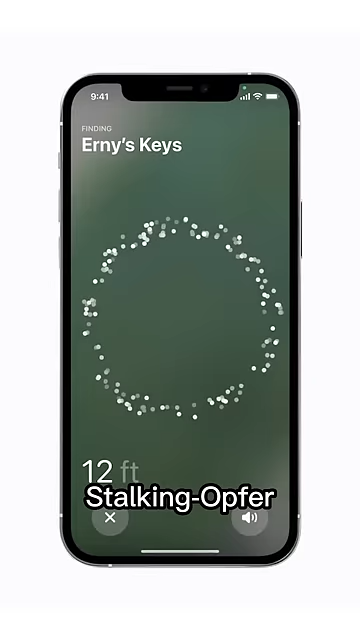 9:41
FINDING
Erny's Keys
12 ft
Stalking-Opfer